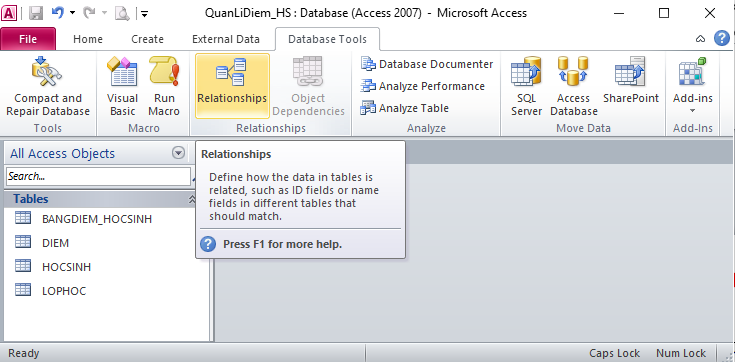 QuanLiDiem_HS : Database (Access 2007) - Microsoft Access
File Home Create External Data Database Tools
Compact and Repair Database
Tools
Visual Basic
Run Macro
Macro
Relationships
Object Dependencies
Relationships
Database Documenter
Analyze Performance
Analyze Table
Analyze
SQL Server
Access Database
SharePoint
Move Data
Add-ins
Add-Ins
All Access Objects
Search...
Tables
BANGDIEM_HOCSINH
DIEM
HOCSINH
LOPHOC
Relationships
Define how the data in tables is
related, such as ID fields or name
fields in different tables that
should match.
Press F1 for more help.
Ready
Caps Lock Num Lock